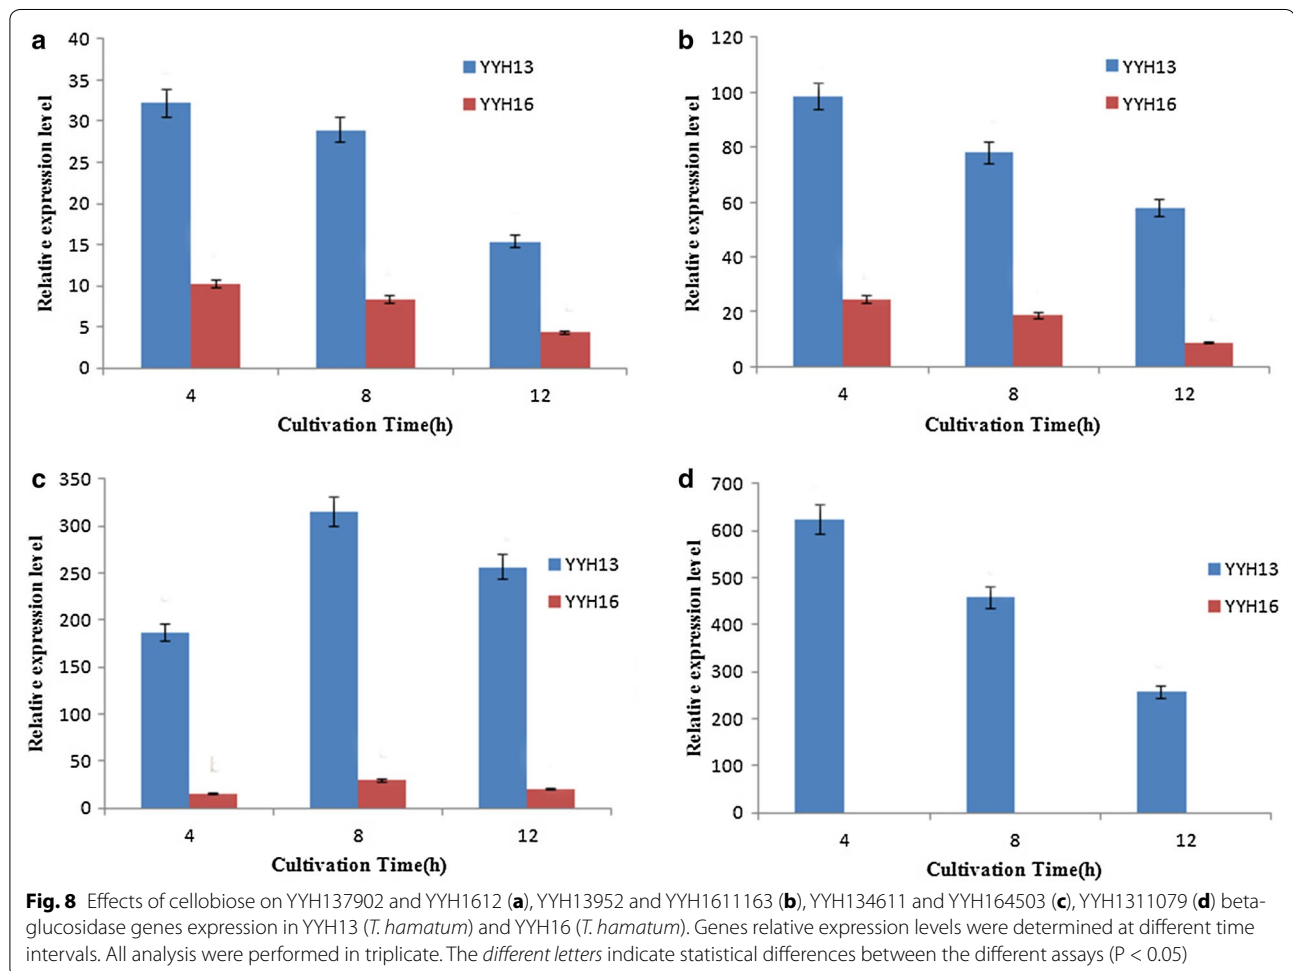 a
40
35
30
25
20
15
10
5
0
Relative expression level
YYH13
YYH16
4 8 12
Cultivation Time(h)
b
120
100
80
60
40
20
0
Relative expression level
YYH13
YYH16
4 8 12
Cultivation Time(h)
c
350
300
250
200
150
100
50
0
Relative expression level
YYH13
YYH16
4 8 12
Cultivation Time(h)
d
700
600
500
400
300
200
100
0
Relative expression level
YYH13
YYH16
4 8 12
Cultivation Time(h)
Fig. 8 Effects of cellobiose on YYH137902 and YYH1612 (a), YYH13952 and YYH1611163 (b), YYH134611 and YYH164503 (c), YYH1311079 (d) beta-
glucosidase genes expression in YYH13 (T. hamatum) and YYH16 (T. hamatum). Genes relative expression levels were determined at different time
intervals. All analysis were performed in triplicate. The different letters indicate statistical differences between the different assays (P < 0.05)